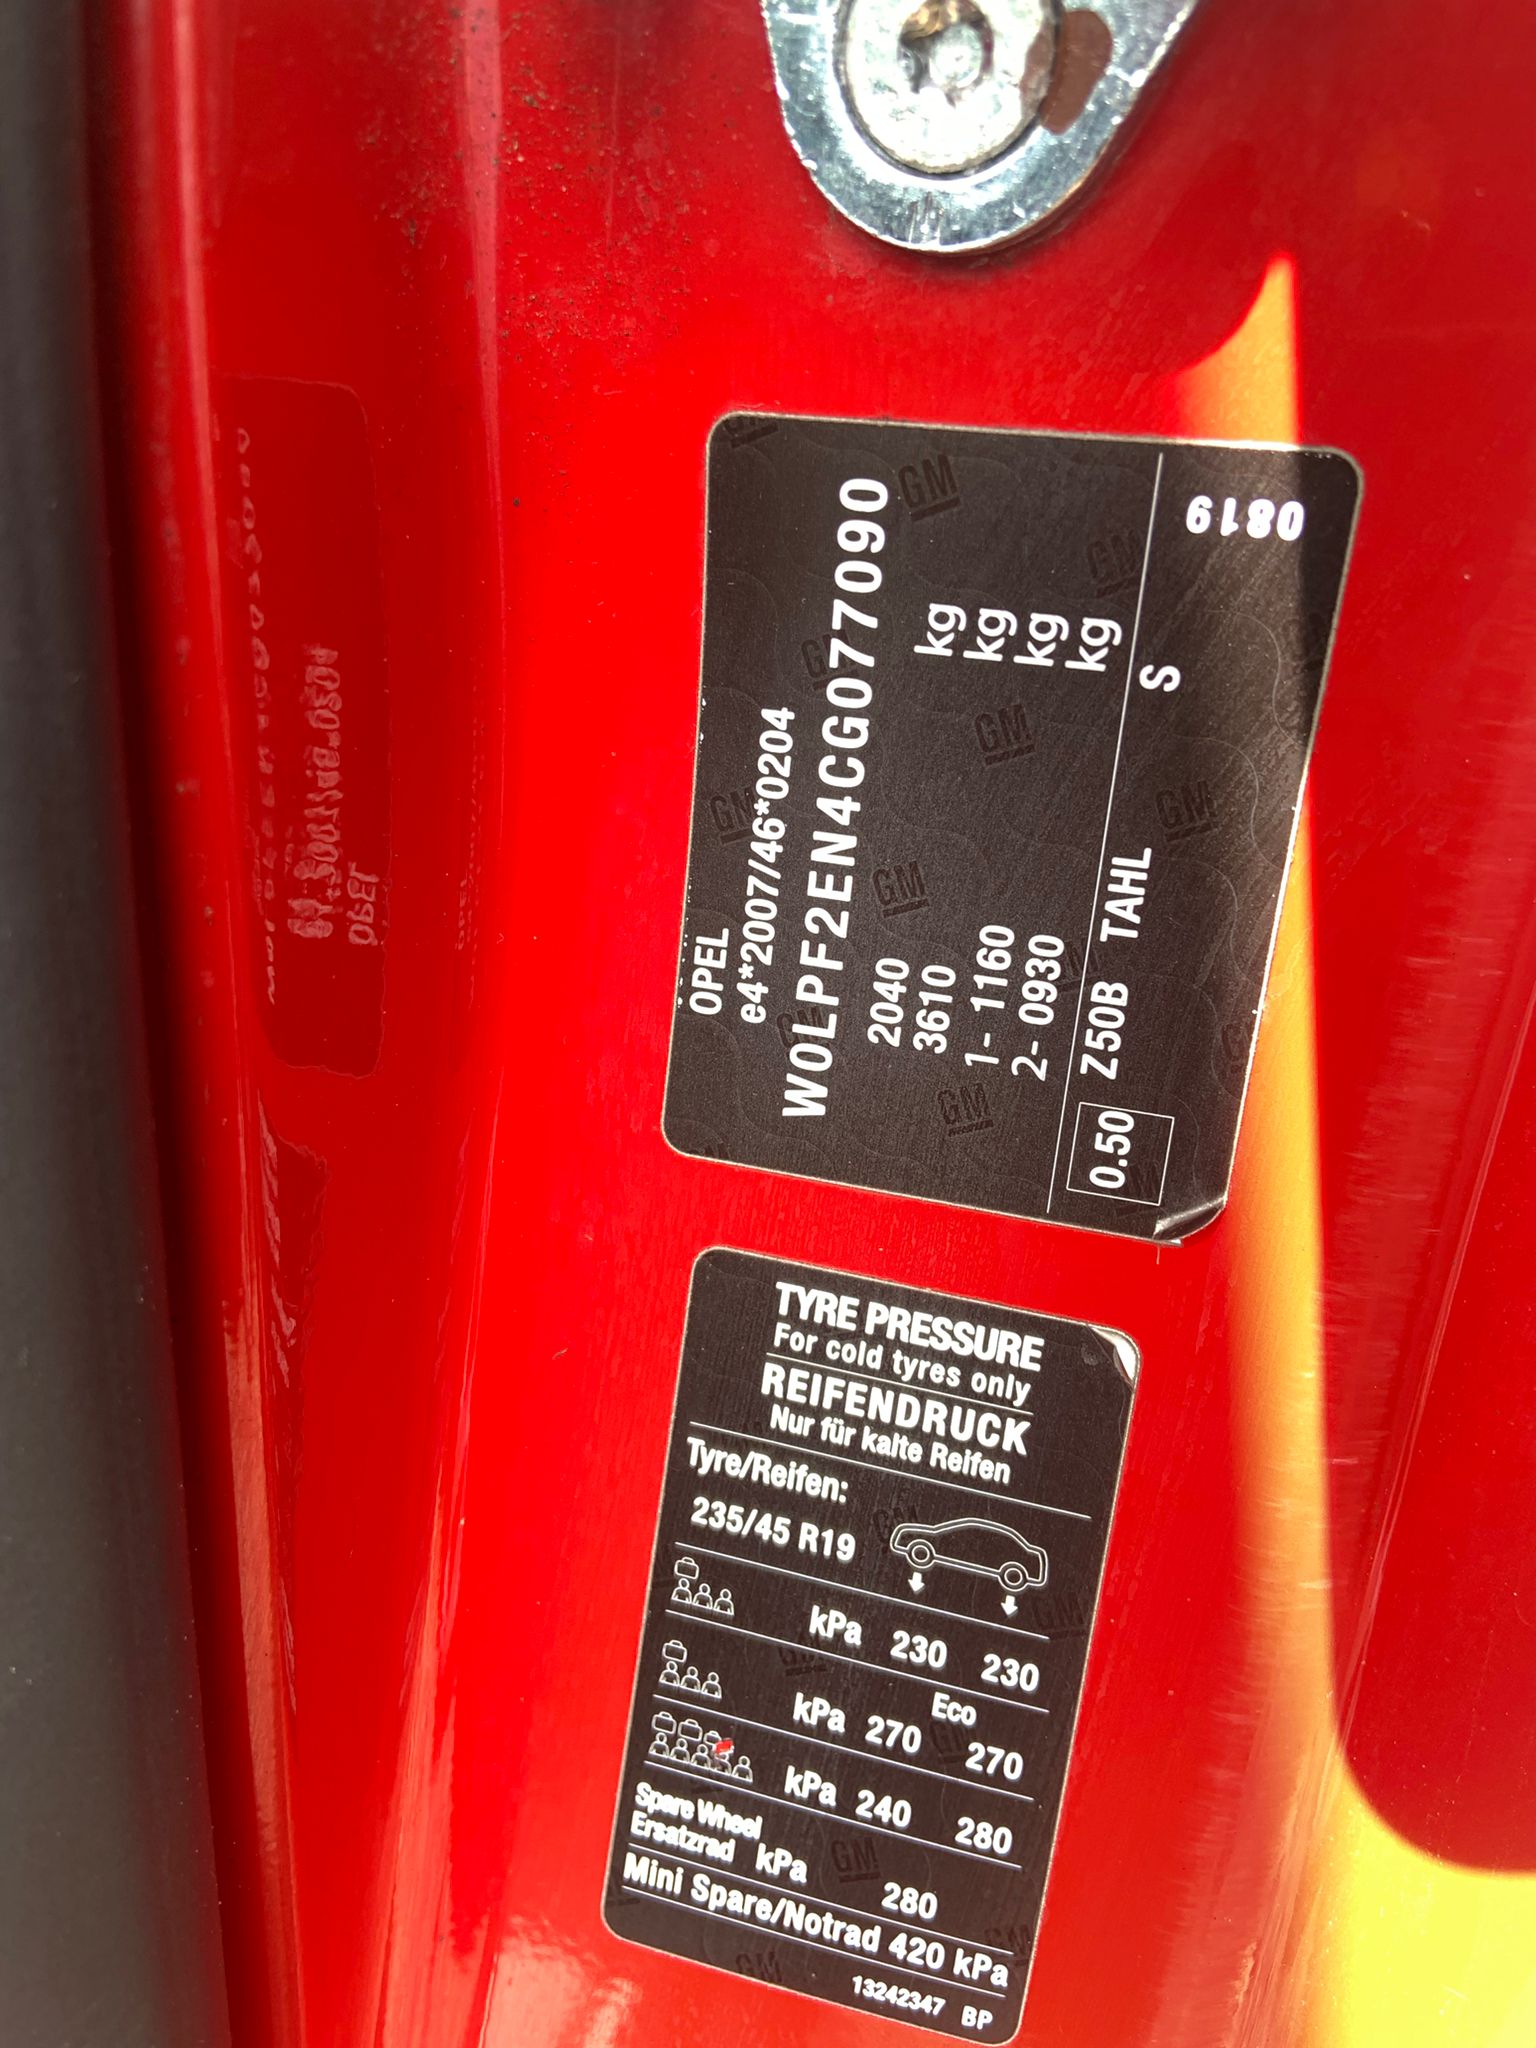 OPEL
e4*2007/46*0204
W0LPF2EN4CG077090
2040 kg
3610 kg
1- 1160 kg
2- 0930 kg
0.50 Z50B TAHL S
0819
TYRE PRESSURE
For cold tyres only
REIFENDRUCK
Nur für kalte Reifen
Tyre/Reifen:
235/45 R19
kPa 230 230
Eco
kPa 270 270
kPa 240 280
Spare Wheel
Ersatzrad kPa 280
Mini Spare/Notrad 420 kPa
13242347 BP
GM